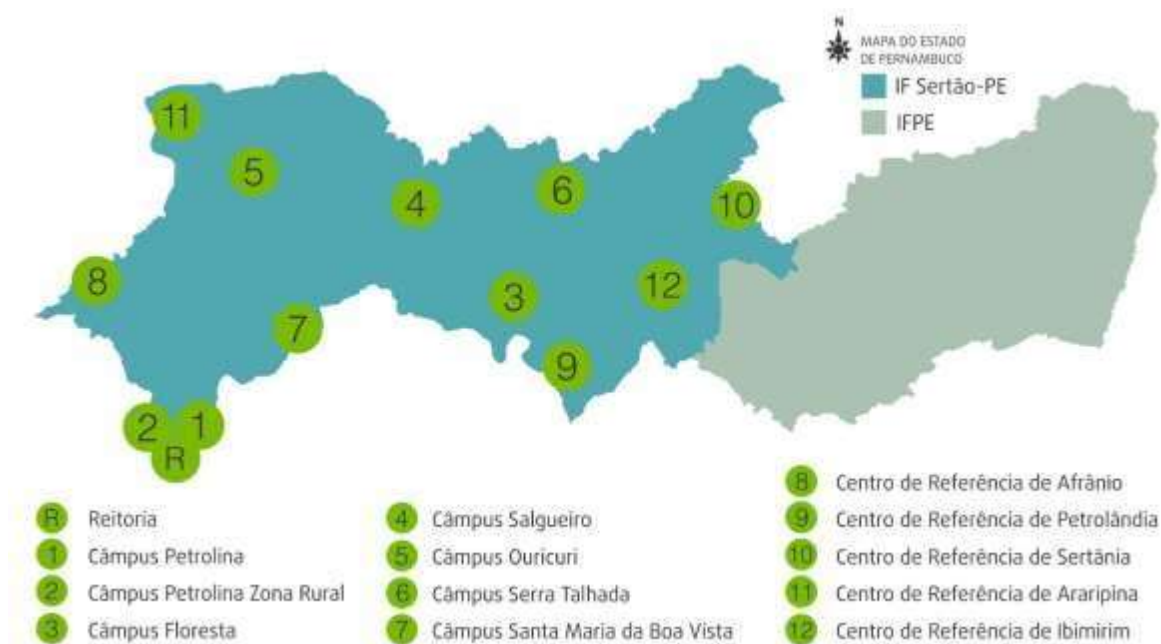 N
MAPA DO ESTADO
DE PERNAMBUCO
IF Sertão-PE
IFPE
11
5
4
6
10
8
7
3
12
9
2
1
R
R Reitoria
1 Câmpus Petrolina
2 Câmpus Petrolina Zona Rural
3 Câmpus Floresta
4 Câmpus Salgueiro
5 Câmpus Ouricuri
6 Câmpus Serra Talhada
7 Câmpus Santa Maria da Boa Vista
8 Centro de Referência de Afrânio
9 Centro de Referência de Petrolândia
10 Centro de Referência de Sertânia
11 Centro de Referência de Araripina
12 Centro de Referência de Ibimirim